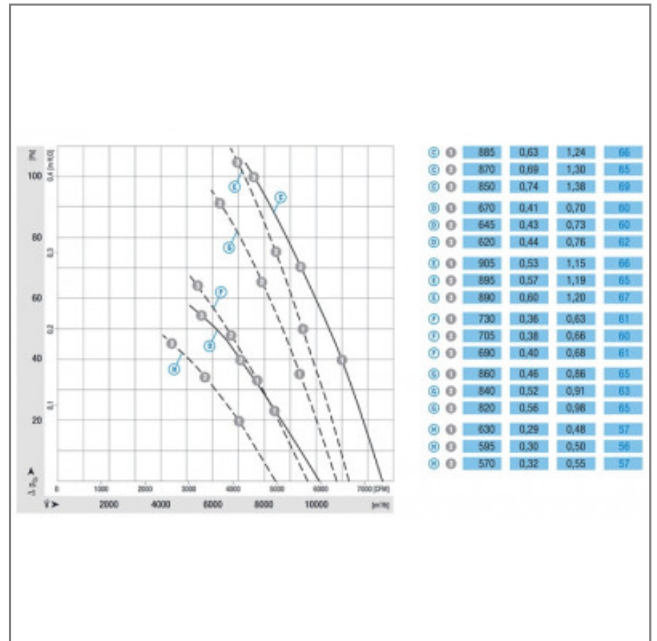 [Pa]
0,4 [in H2O]
100
80
0,3
60
0,2
40
0,1
20
0 1000 2000 3000 4000 5000 6000 7000 [CFM]
2000 4000 6000 8000 10000 [m³/h]
C
E
G
F
D
H
C 1 885 0,63 1,24 66
C 2 870 0,69 1,30 65
C 3 850 0,74 1,38 69
D 1 670 0,41 0,70 60
D 2 645 0,43 0,73 60
D 3 620 0,44 0,76 62
E 1 905 0,53 1,15 66
E 2 895 0,57 1,19 65
E 3 890 0,60 1,20 67
F 1 730 0,36 0,63 61
F 2 705 0,38 0,66 60
F 3 690 0,40 0,68 61
G 1 860 0,46 0,86 65
G 2 840 0,52 0,91 63
G 3 820 0,56 0,98 65
H 1 630 0,29 0,48 57
H 2 595 0,30 0,50 56
H 3 570 0,32 0,55 57